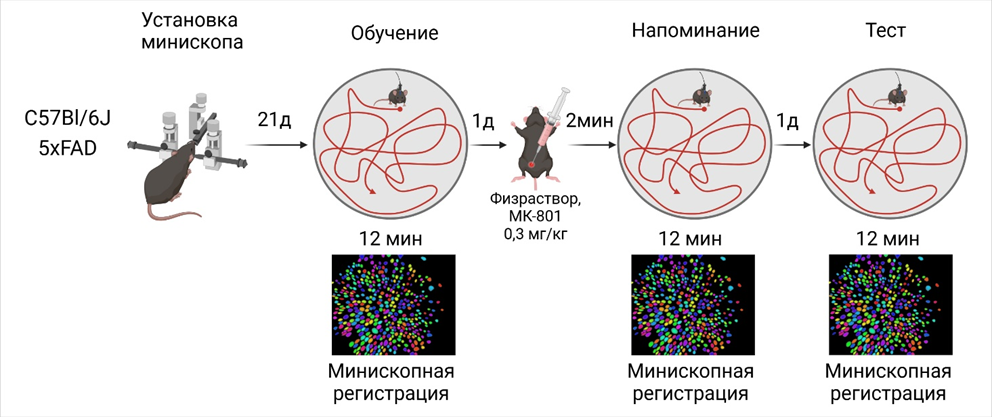 Установка
минископа
Обучение
Напоминание
Тест
C57Bl/6J
5xFAD
21д
1д
2мин
1д
Физраствор,
МК-801
0,3 мг/кг
12 мин
12 мин
12 мин
Минископная
регистрация
Минископная
регистрация
Минископная
регистрация